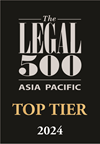 The
LEGAL
500
ASIA PACIFIC
TOP TIER
2024